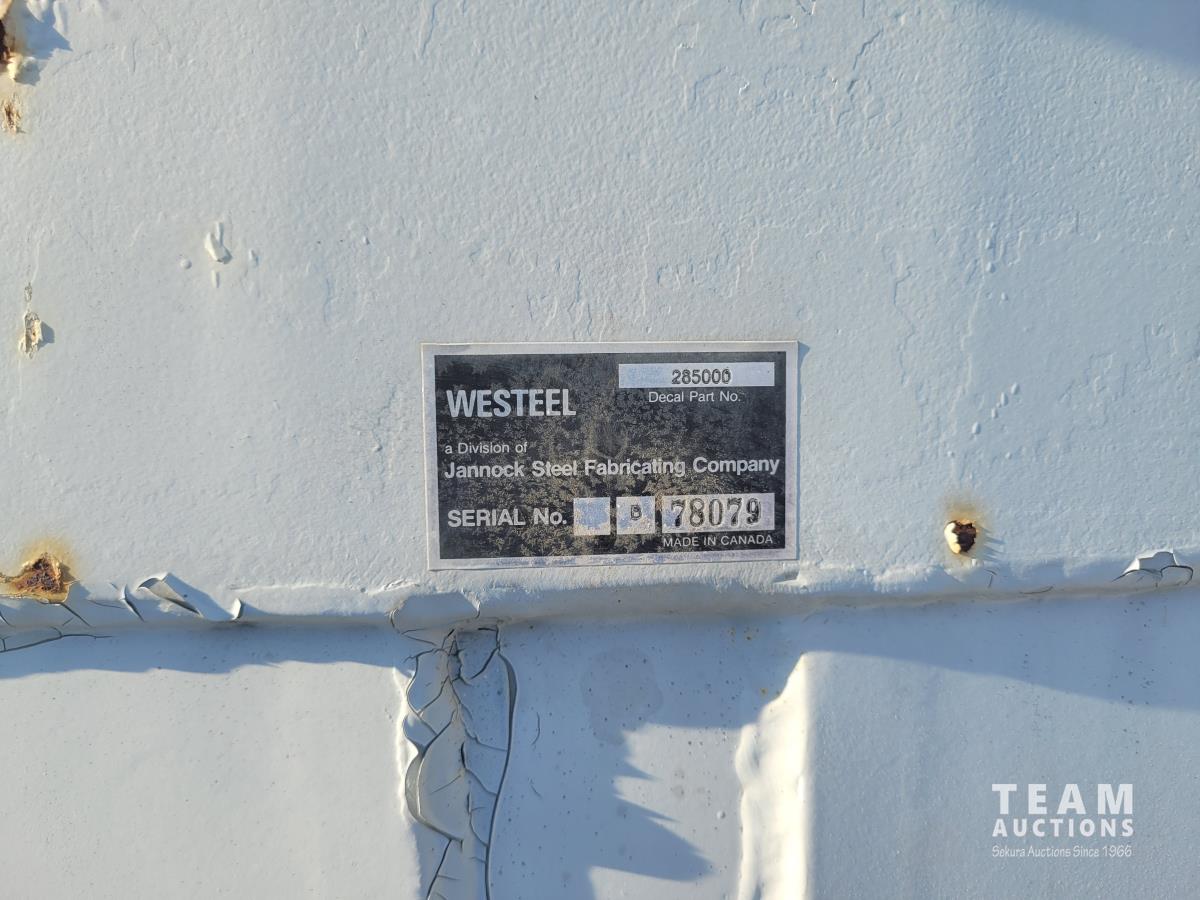 285000
Decal Part No.
WESTEEL
a Division of
Jannock Steel Fabricating Company
SERIAL No. B 78079
MADE IN CANADA
TEAM
AUCTIONS
Sekura Auctions Since 1966